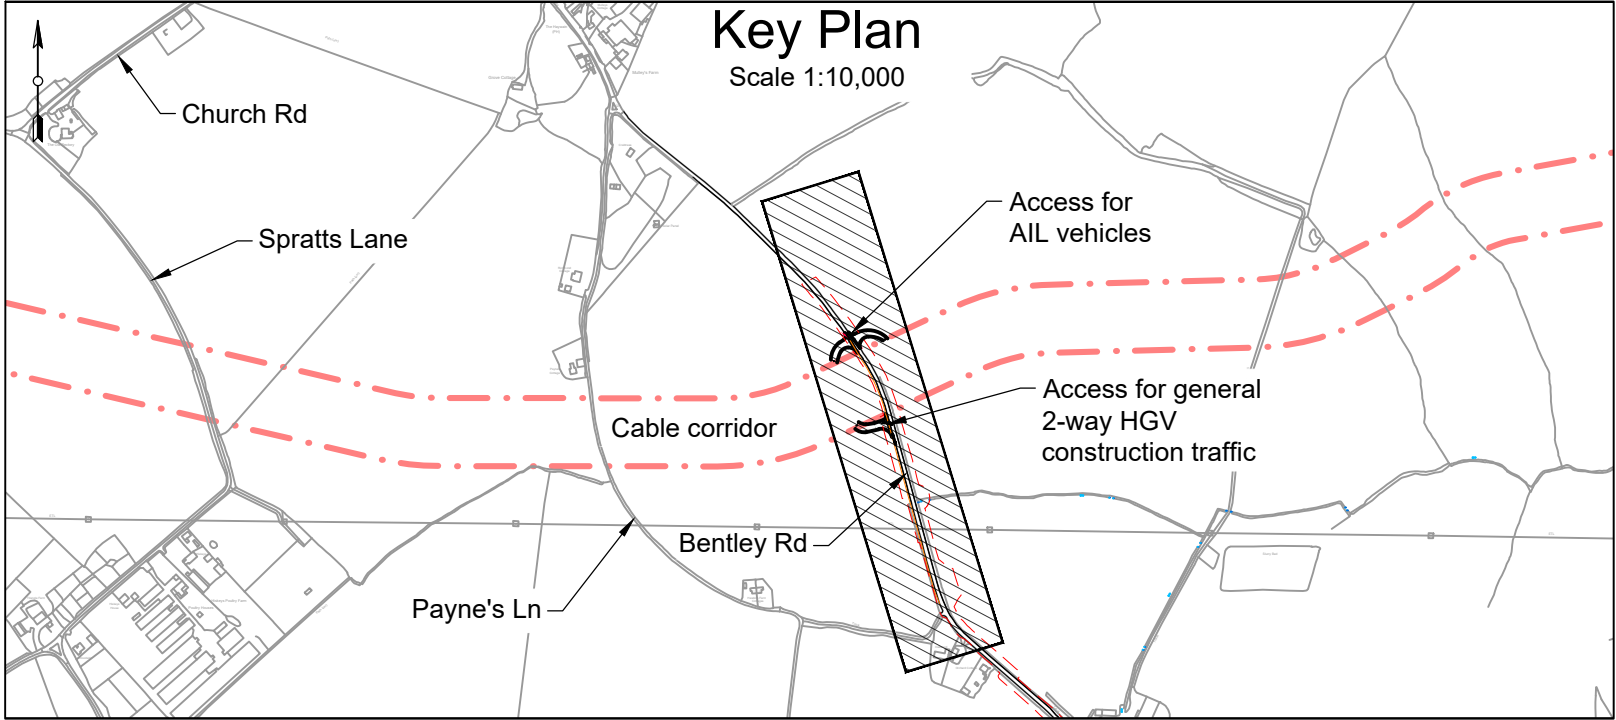 Key Plan
Scale 1:10,000
Church Rd
Spratts Lane
Access for
AIL vehicles
Access for general
2-way HGV
construction traffic
Cable corridor
Bentley Rd
Payne's Ln